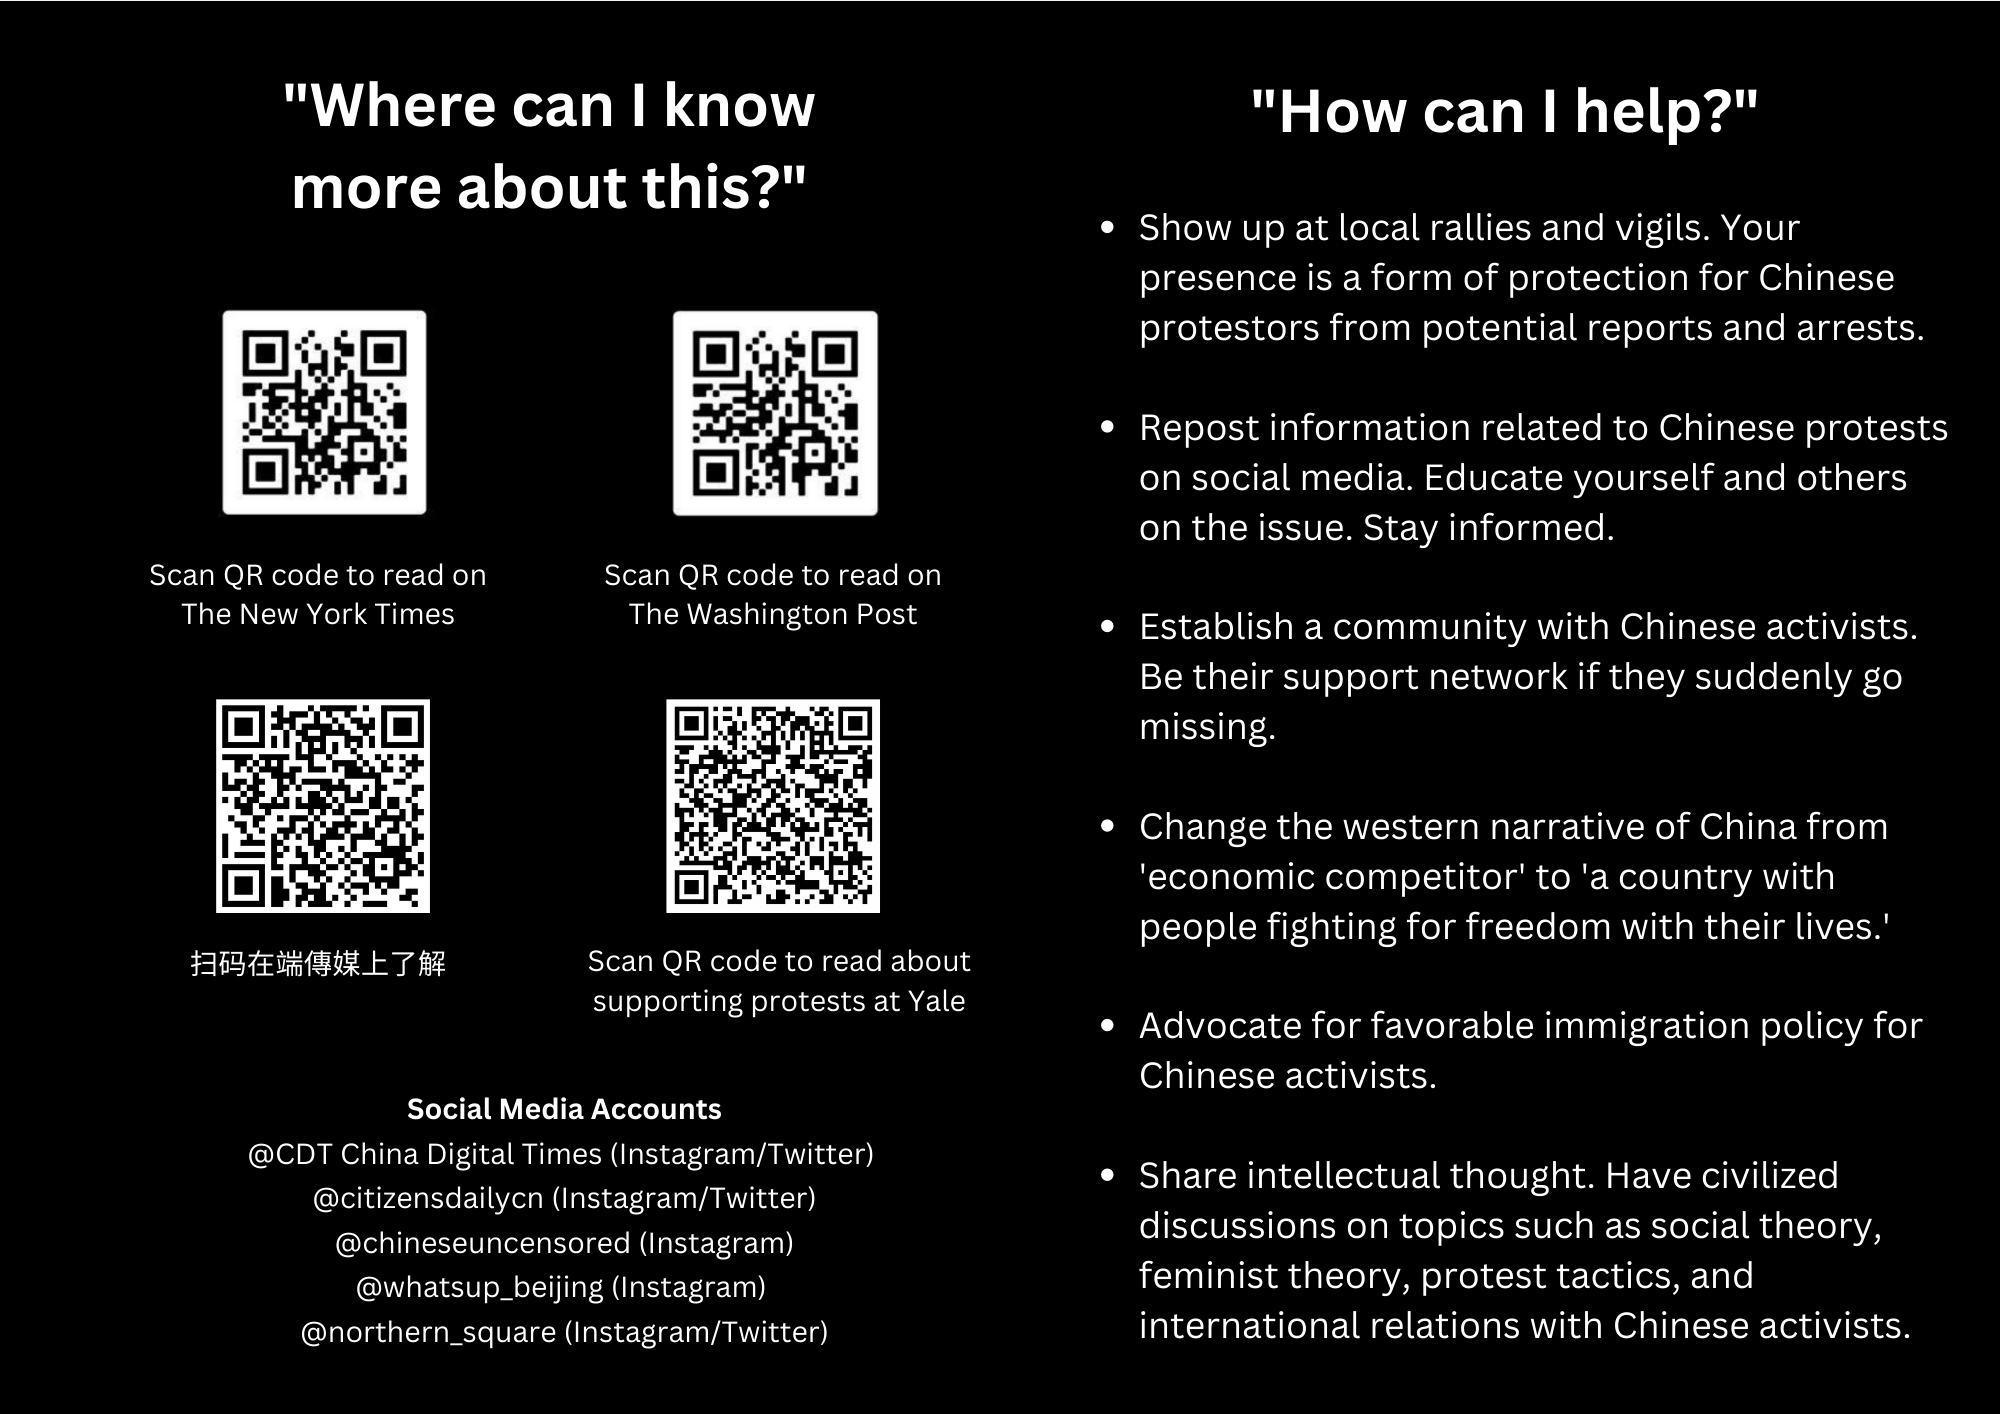 "Where can I know
more about this?"
Scan QR code to read on
The New York Times
Scan QR code to read on
The Washington Post
扫码在端傳媒上了解
Scan QR code to read about
supporting protests at Yale
Social Media Accounts
@CDT China Digital Times (Instagram/Twitter)
@citizensdailycn (Instagram/Twitter)
@chineseuncensored (Instagram)
@whatsup_beijing (Instagram)
@northern_square (Instagram/Twitter)
"How can I help?"
• Show up at local rallies and vigils. Your
presence is a form of protection for Chinese
protestors from potential reports and arrests.
• Repost information related to Chinese protests
on social media. Educate yourself and others
on the issue. Stay informed.
• Establish a community with Chinese activists.
Be their support network if they suddenly go
missing.
• Change the western narrative of China from
'economic competitor' to 'a country with
people fighting for freedom with their lives.'
• Advocate for favorable immigration policy for
Chinese activists.
• Share intellectual thought. Have civilized
discussions on topics such as social theory,
feminist theory, protest tactics, and
international relations with Chinese activists.